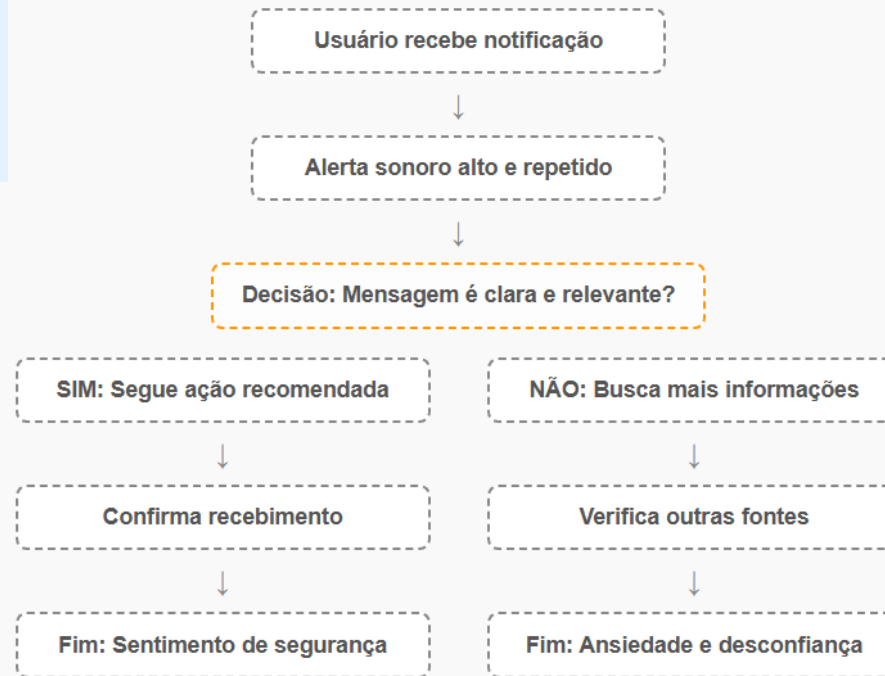 Usuário recebe notificação
↓
Alerta sonoro alto e repetido
↓
Decisão: Mensagem é clara e relevante?
SIM: Segue ação recomendada
↓
Confirma recebimento
↓
Fim: Sentimento de segurança
NÃO: Busca mais informações
↓
Verifica outras fontes
↓
Fim: Ansiedade e desconfiança